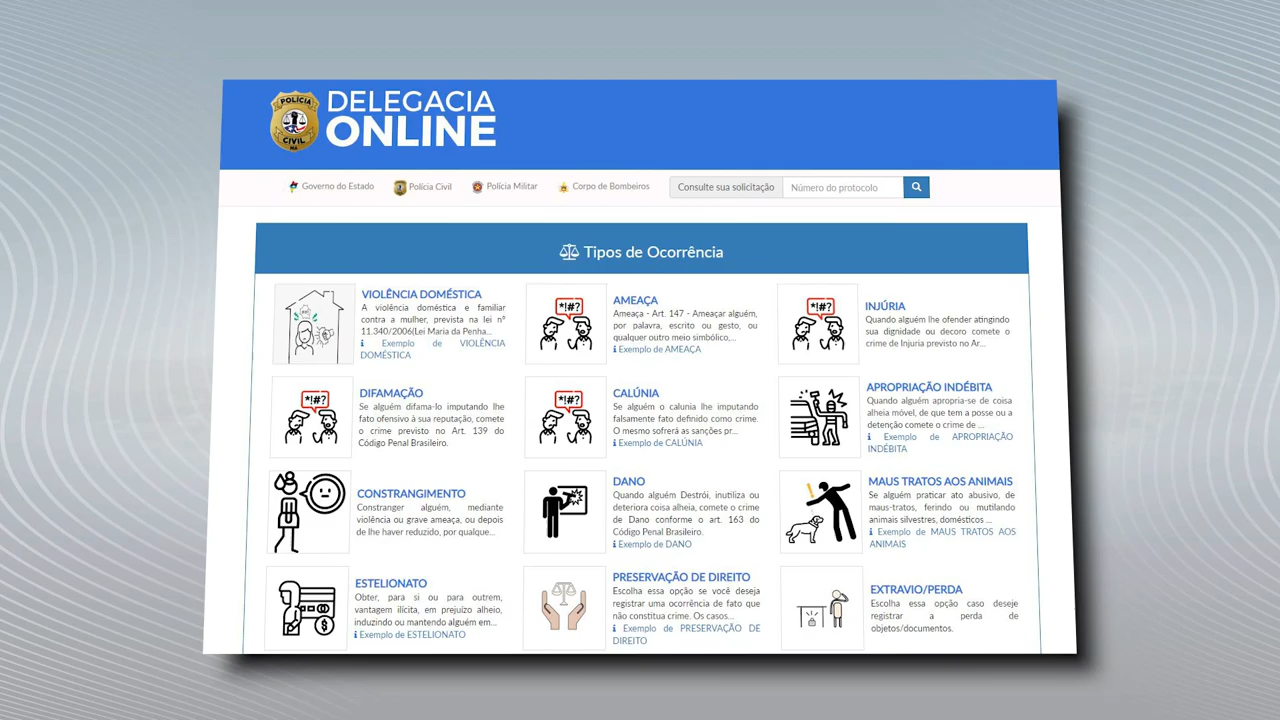 POLÍCIA
CIVIL
MA
DELEGACIA
ONLINE
Governo do Estado
Polícia Civil
Polícia Militar
Corpo de Bombeiros
Consulte sua solicitação
Número do protocolo
Tipos de Ocorrência
VIOLÊNCIA DOMÉSTICA
A violência doméstica e familiar
contra a mulher, prevista na lei nº
11.340/2006(Lei Maria da Penha...
Exemplo de VIOLÊNCIA
DOMÉSTICA
*!#?
AMEAÇA
Ameaça - Art. 147 - Ameaçar alguém,
por palavra, escrito ou gesto, ou
qualquer outro meio simbólico,...
Exemplo de AMEAÇA
*!#?
INJÚRIA
Quando alguém lhe ofender atingindo
sua dignidade ou decoro comete o
crime de Injuria previsto no Ar...
*!#?
DIFAMAÇÃO
Se alguém difama-lo imputando lhe
fato ofensivo à sua reputação, comete
o crime previsto no Art. 139 do
Código Penal Brasileiro.
*!#?
CALÚNIA
Se alguém o calunia lhe imputando
falsamente fato definido como crime.
O mesmo sofrerá as sanções pr...
Exemplo de CALÚNIA
APROPRIAÇÃO INDÉBITA
Quando alguém apropria-se de coisa
alheia móvel, de que tem a posse ou a
detenção comete o crime de ...
Exemplo de APROPRIAÇÃO
INDÉBITA
CONSTRANGIMENTO
Constranger alguém, mediante
violência ou grave ameaça, ou depois
de lhe haver reduzido, por qualque...
DANO
Quando alguém Destrói, inutiliza ou
deteriora coisa alheia, comete o crime
de Dano conforme o art. 163 do
Código Penal Brasileiro.
Exemplo de DANO
MAUS TRATOS AOS ANIMAIS
Se alguém praticar ato abusivo, de
maus-tratos, ferindo ou mutilando
animais silvestres, domésticos ...
Exemplo de MAUS TRATOS AOS
ANIMAIS
ESTELIONATO
Obter, para si ou para outrem,
vantagem ilícita, em prejuízo alheio,
induzindo ou mantendo alguém em...
Exemplo de ESTELIONATO
PRESERVAÇÃO DE DIREITO
Escolha essa opção se você deseja
registrar uma ocorrência de fato que
não constitua crime. Os casos...
Exemplo de PRESERVAÇÃO DE
DIREITO
EXTRAVIO/PERDA
Escolha essa opção caso deseje
registrar a perda de
objetos/documentos.